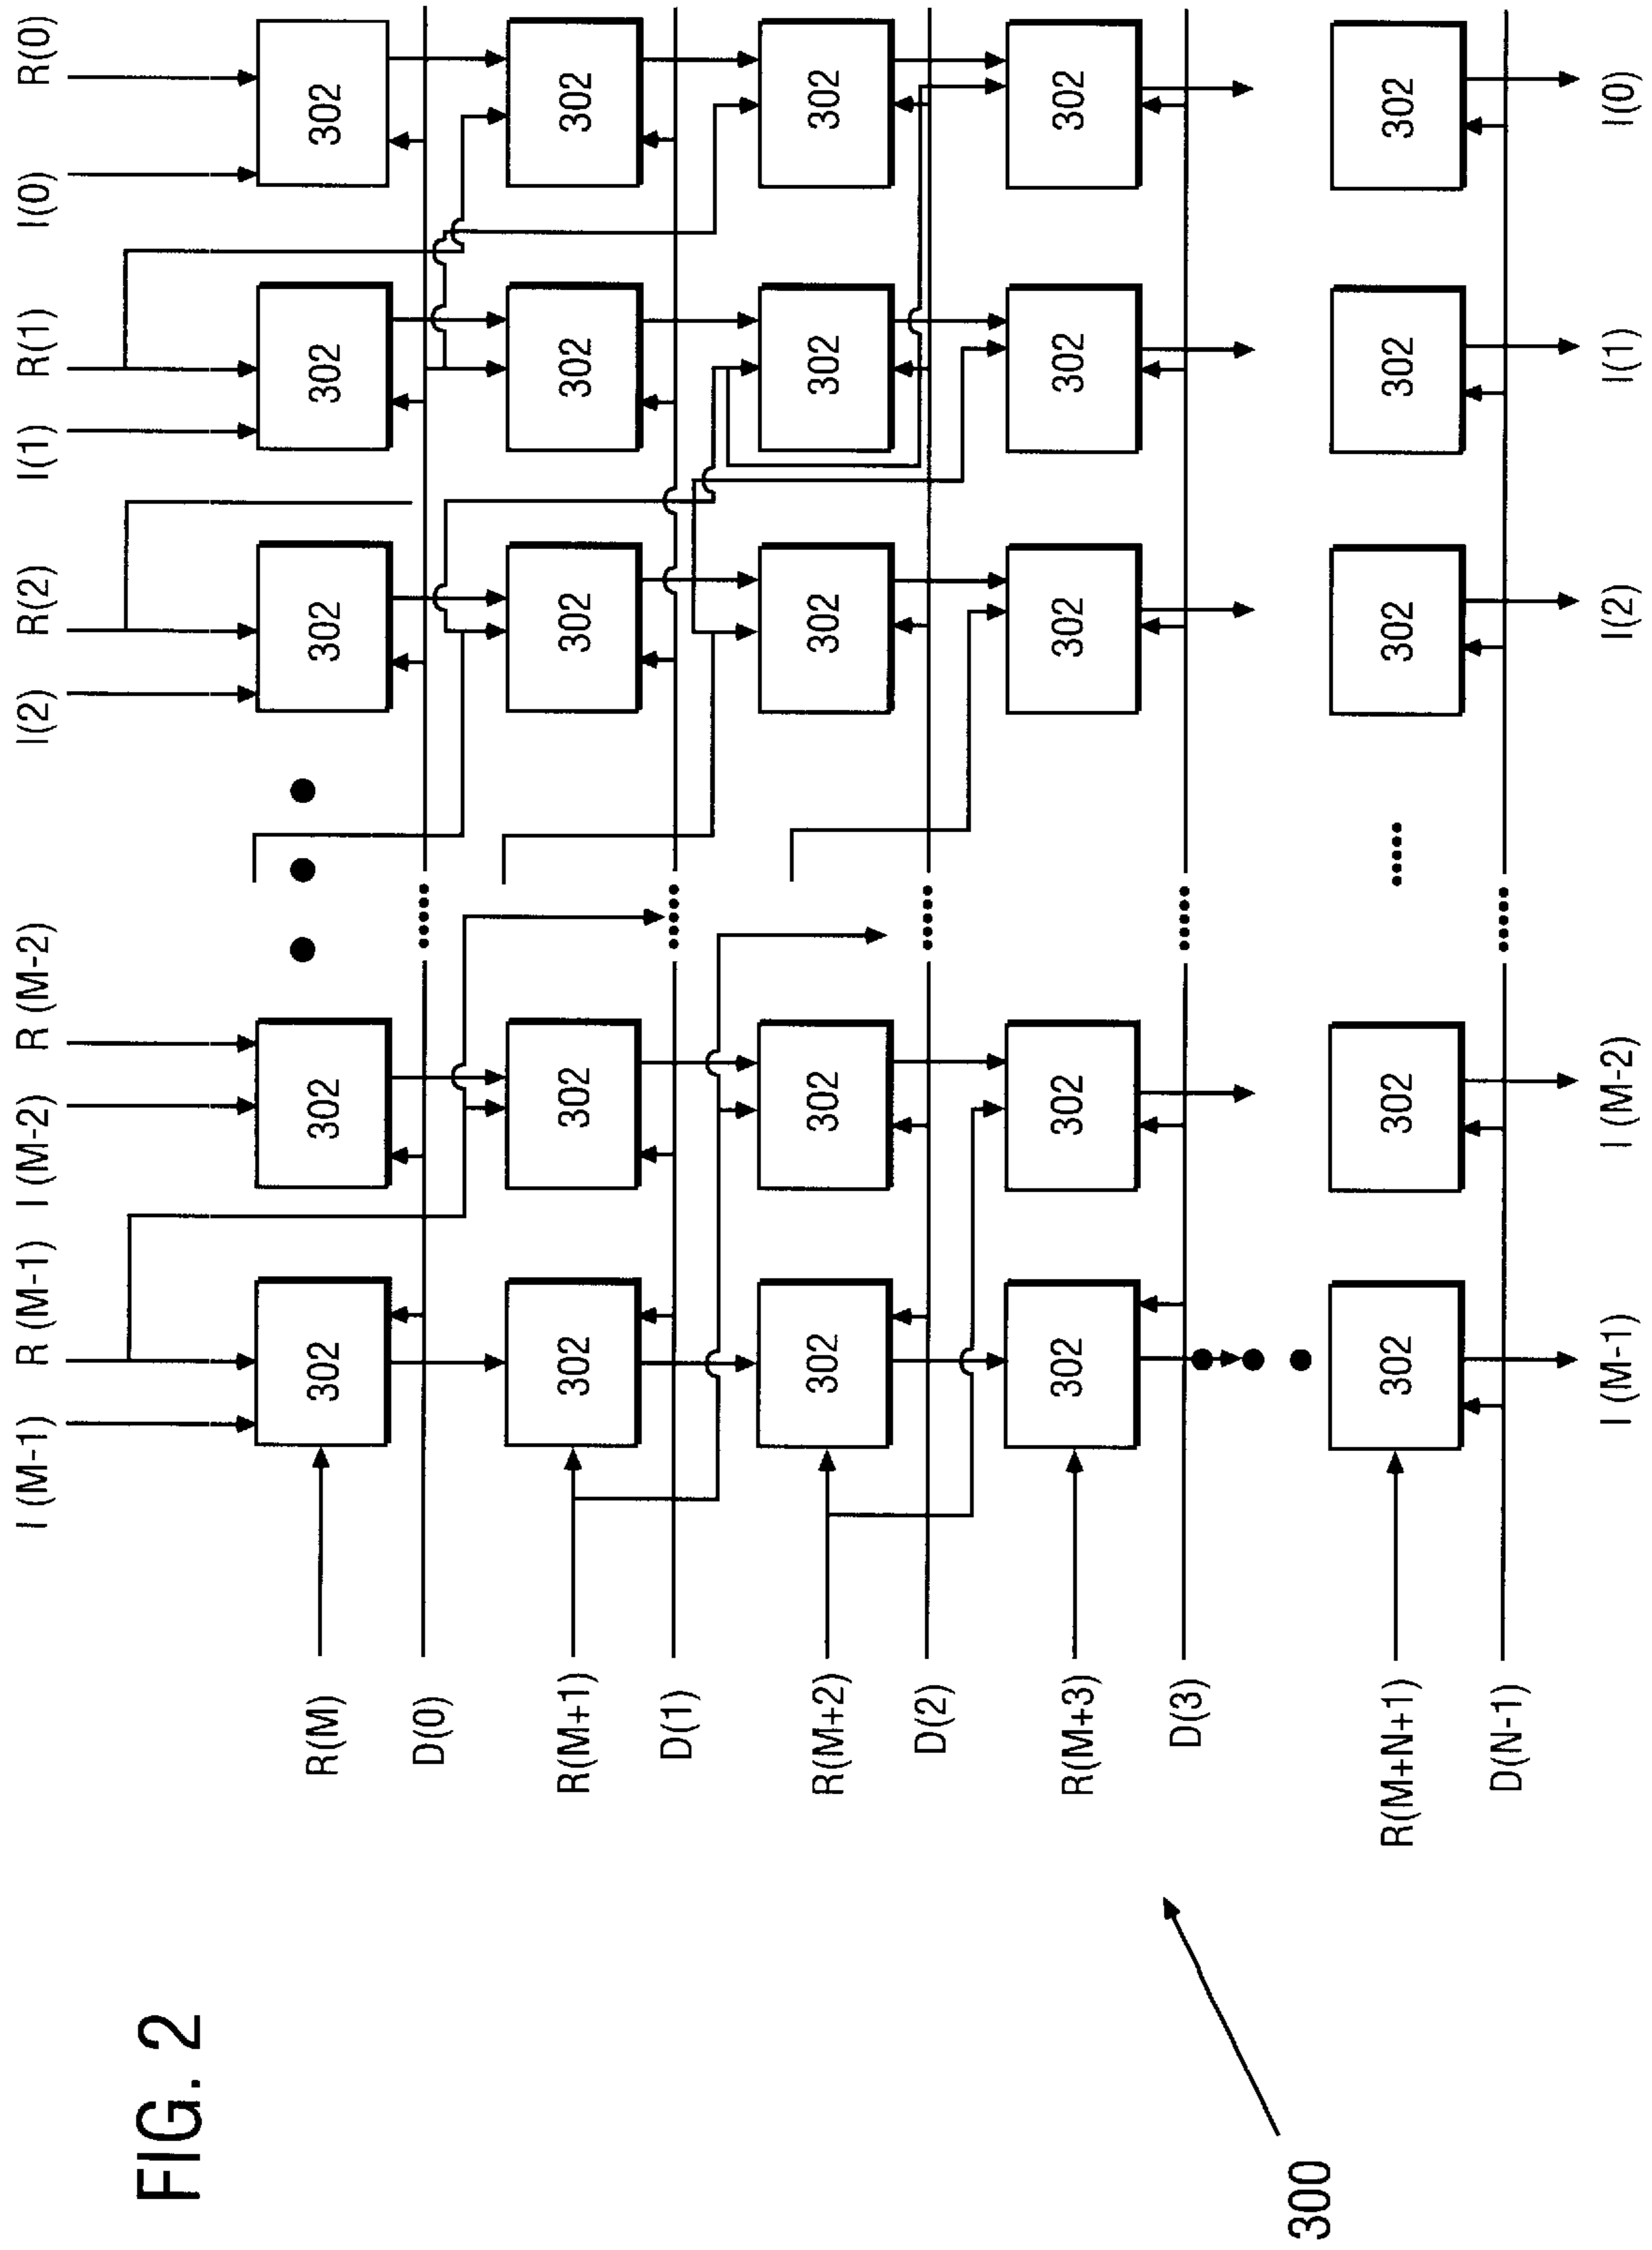 I (M-1) R (M-1) I (M-2) R (M-2) I(2) R(2) I(1) R(1) I(0) R(0)
FIG. 2
R(M) 302 302 302 302 302
D(0)
R(M+1) 302 302 302 302 302
D(1)
R(M+2) 302 302 302 302 302
D(2)
R(M+3) 302 302 302 302 302
D(3)
300
R(M+N+1) 302 302 302 302 302
D(N-1)
I (M-1) I (M-2) I(2) I(1) I(0)